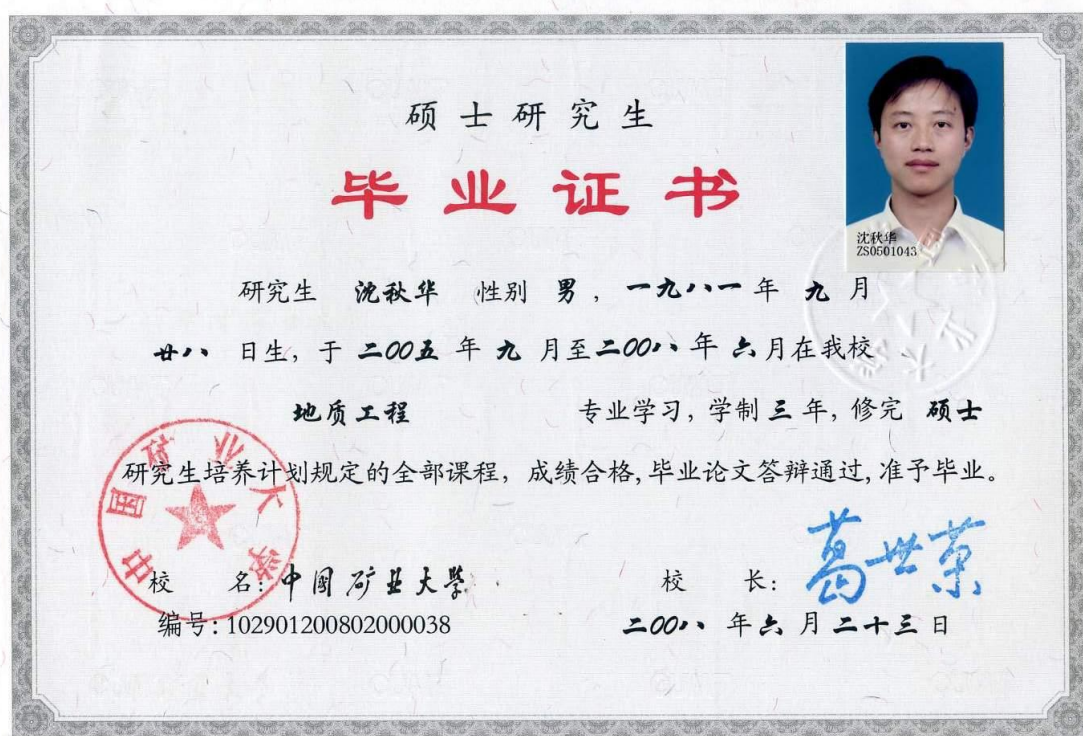 硕士研究生
毕业证书
沈秋华
ZS0501043
研究生 沈秋华 性别 男，一九八一 年 九 月
廿八 日生，于 二00五 年 九 月至二00八年 六月在我校
地质工程 专业学习，学制三年，修完 硕士
研究生培养计划规定的全部课程，成绩合格，毕业论文答辩通过，准予毕业。
中国矿业大学
校 名：中国矿业大学 校 长：葛世荣
编号：102901200802000038 二00八 年六 月 二十三 日